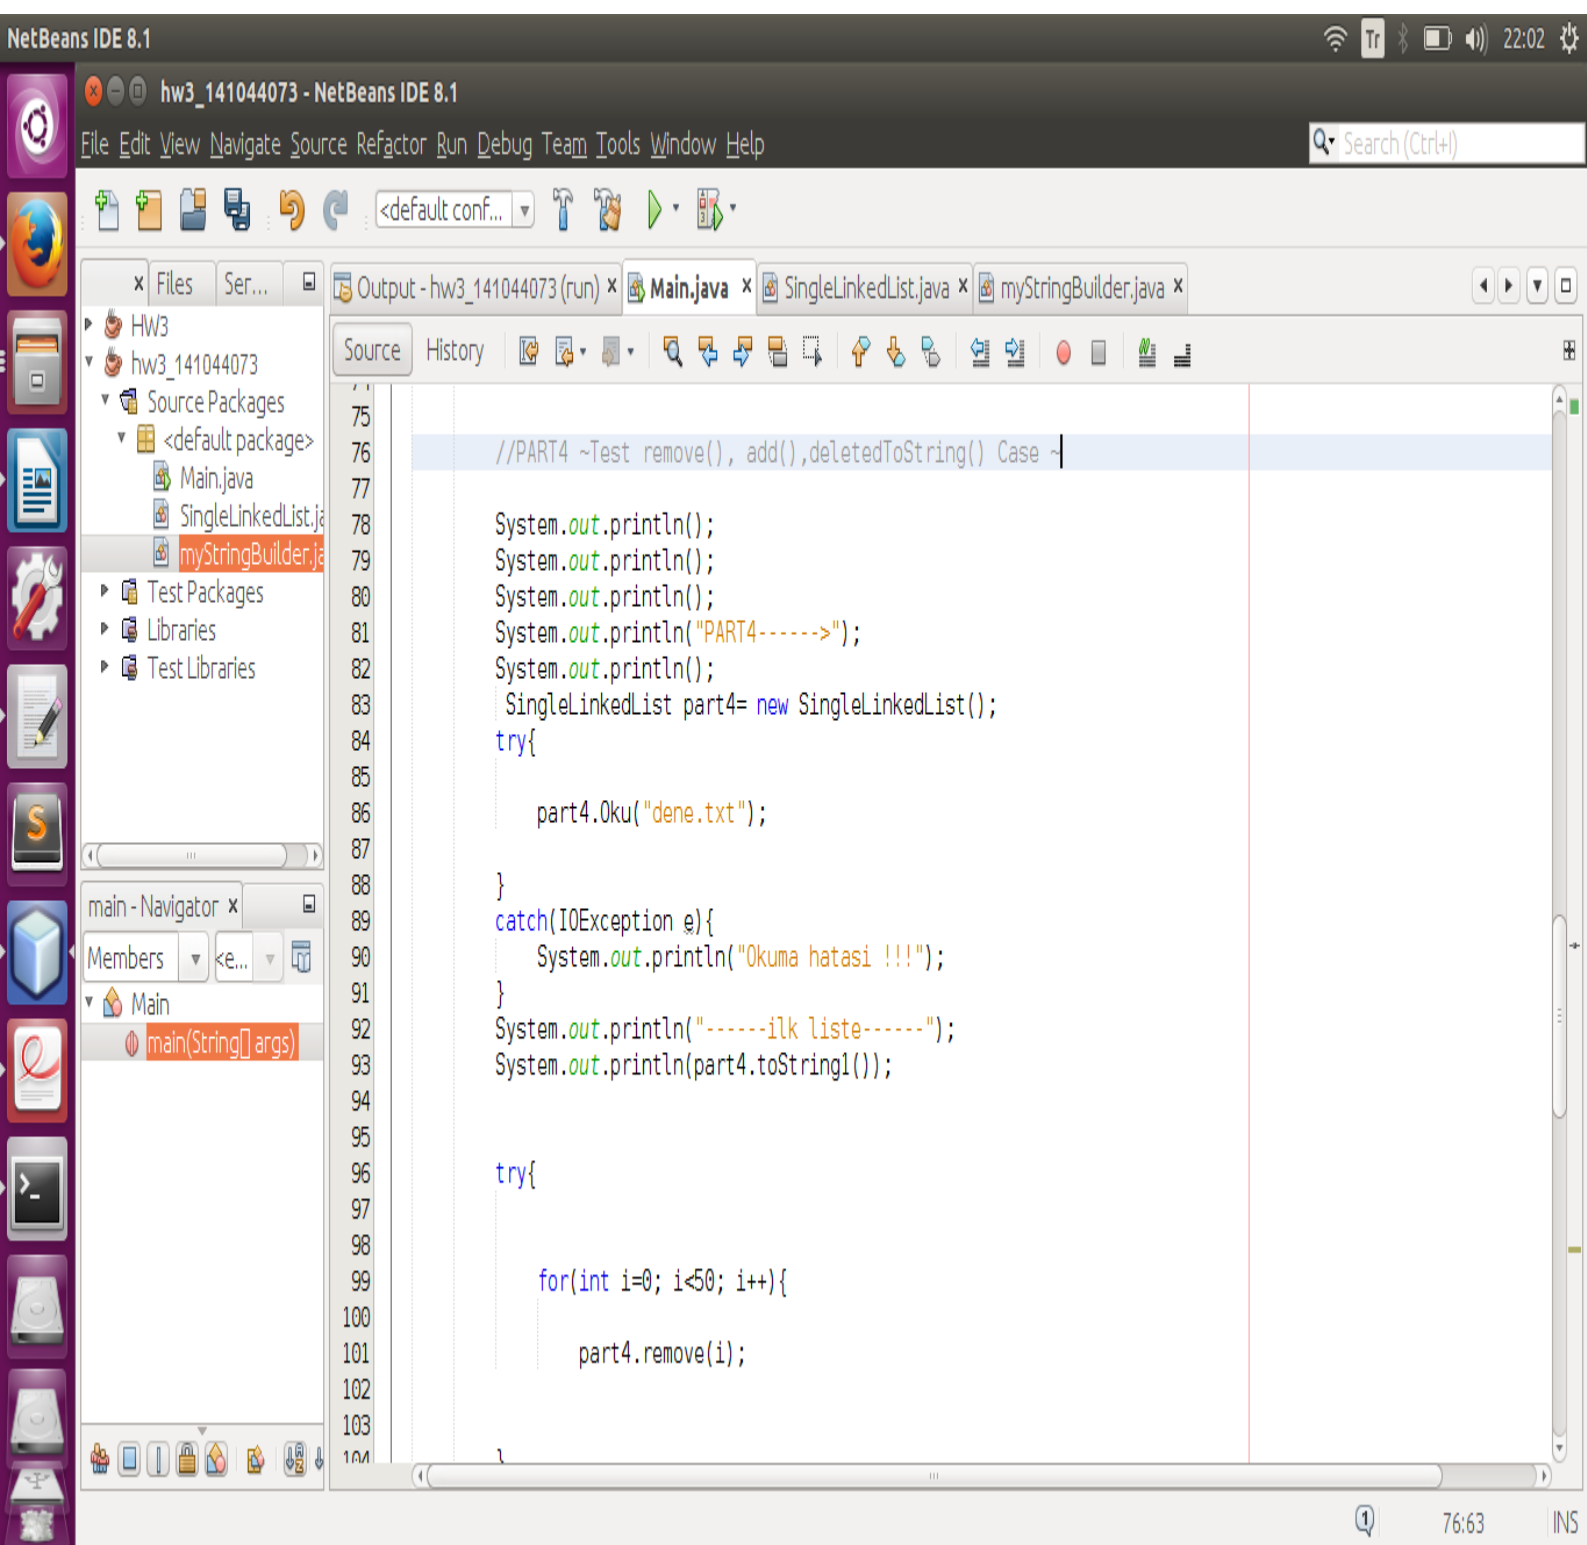 NetBeans IDE 8.1
Tr
22:02
hw3_141044073 - NetBeans IDE 8.1
File Edit View Navigate Source Refactor Run Debug Team Tools Window Help
Search (Ctrl+I)
<default conf...
Files Ser...
Output - hw3_141044073 (run) Main.java SingleLinkedList.java myStringBuilder.java
HW3
hw3_141044073
Source Packages
<default package>
Main.java
SingleLinkedList.ja
myStringBuilder.ja
Test Packages
Libraries
Test Libraries
Source History
75
76 //PART4 ~Test remove(), add(),deletedToString() Case ~
77
78 System.out.println();
79 System.out.println();
80 System.out.println();
81 System.out.println("PART4------>");
82 System.out.println();
83 SingleLinkedList part4= new SingleLinkedList();
84 try{
85
86 part4.Oku("dene.txt");
87
88 }
89 catch(IOException e){
90 System.out.println("Okuma hatasi !!!");
91 }
92 System.out.println("------ilk liste------");
93 System.out.println(part4.toString1());
94
95
96 try{
97
98
99 for(int i=0; i<50; i++){
100
101 part4.remove(i);
102
103
104 }
main - Navigator
Members <e...
Main
main(String[] args)
1 76:63 INS